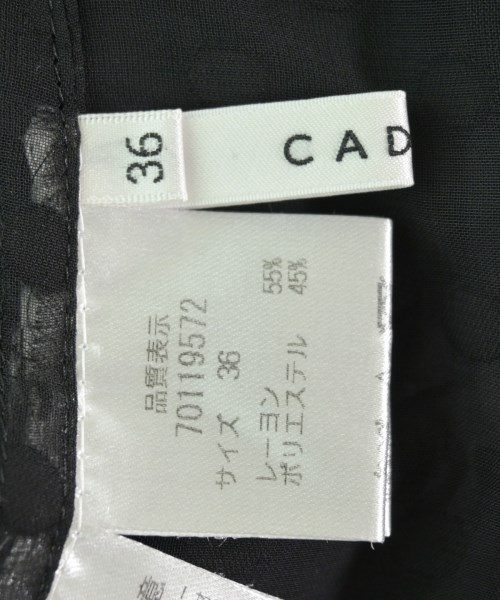 36
CAD
品質表示
70119572
サイズ 36
レーヨン 55%
ポリエステル 45%
意